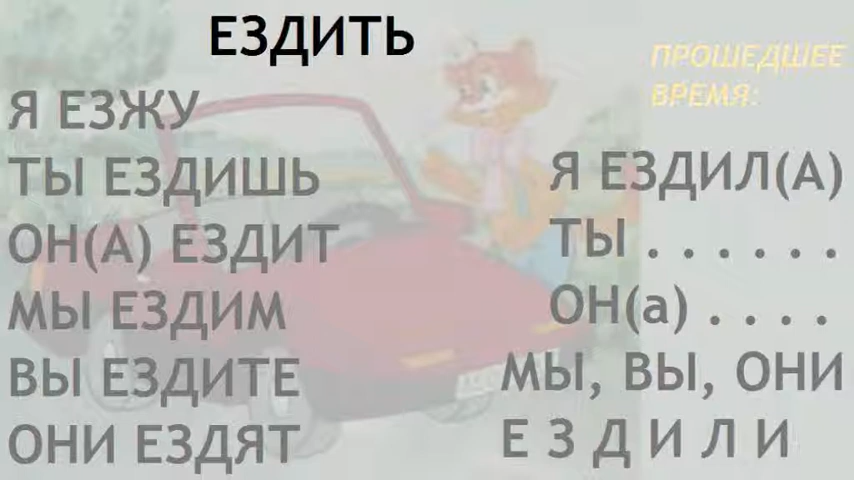 ЕЗДИТЬ
Я ЕЗЖУ
ТЫ ЕЗДИШЬ
ОН(А) ЕЗДИТ
МЫ ЕЗДИМ
ВЫ ЕЗДИТЕ
ОНИ ЕЗДЯТ
ПРОШЕДШЕЕ
ВРЕМЯ:
Я ЕЗДИЛ(А)
ТЫ . . . . . .
ОН(а) . . . .
МЫ, ВЫ, ОНИ
Е З Д И Л И